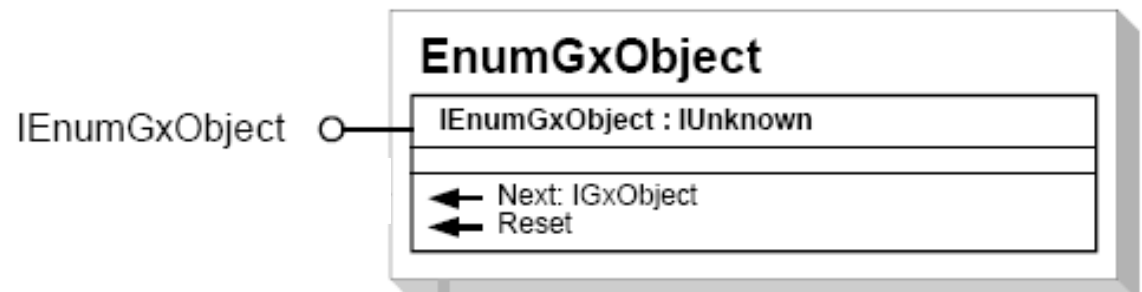 EnumGxObject
IEnumGxObject
IEnumGxObject : IUnknown
Next: IGxObject
Reset